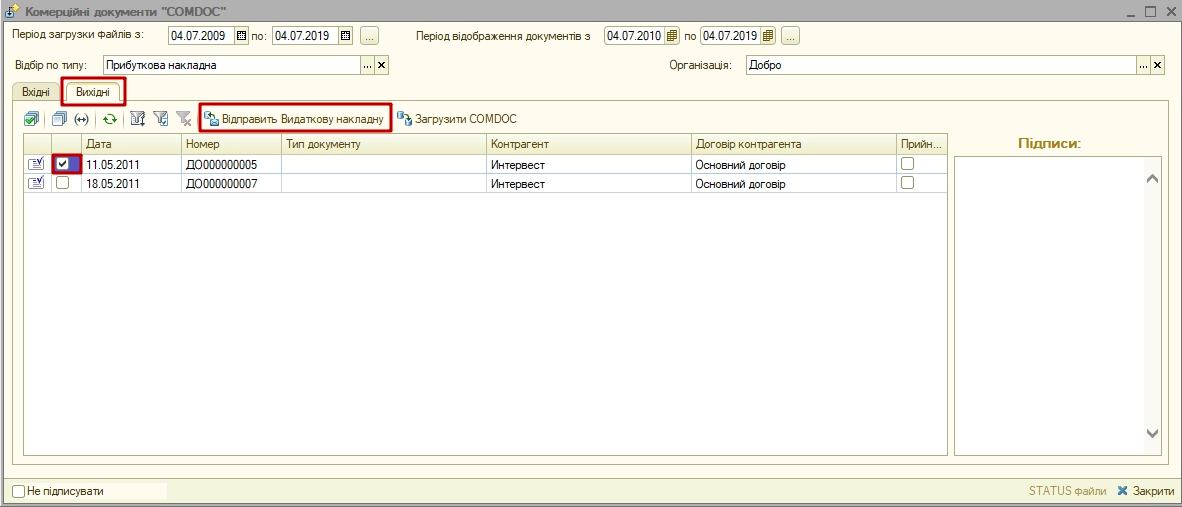 Комерційні документи "COMDOC"
Період загрузки файлів з: 04.07.2009 по: 04.07.2019 ... Період відображення документів з 04.07.2010 по 04.07.2019 ...
Відбір по типу: Прибуткова накладна ... × Організація: Добро ... ×
Вхідні Вихідні
Відправить Видаткову накладну Загрузити COMDOC
Дата Номер Тип документу Контрагент Договір контрагента Прийн... Підписи:
11.05.2011 ДО000000005 Интервест Основний договір
18.05.2011 ДО000000007 Интервест Основний договір
Не підписувати STATUS файли Закрити